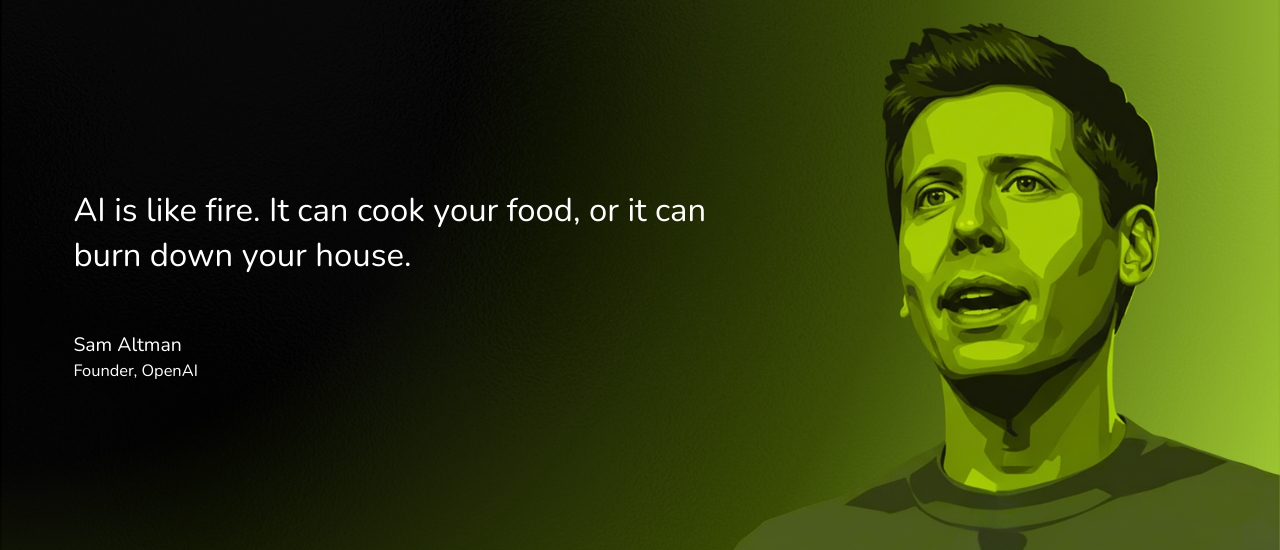 AI is like fire. It can cook your food, or it can
burn down your house.
Sam Altman
Founder, OpenAI